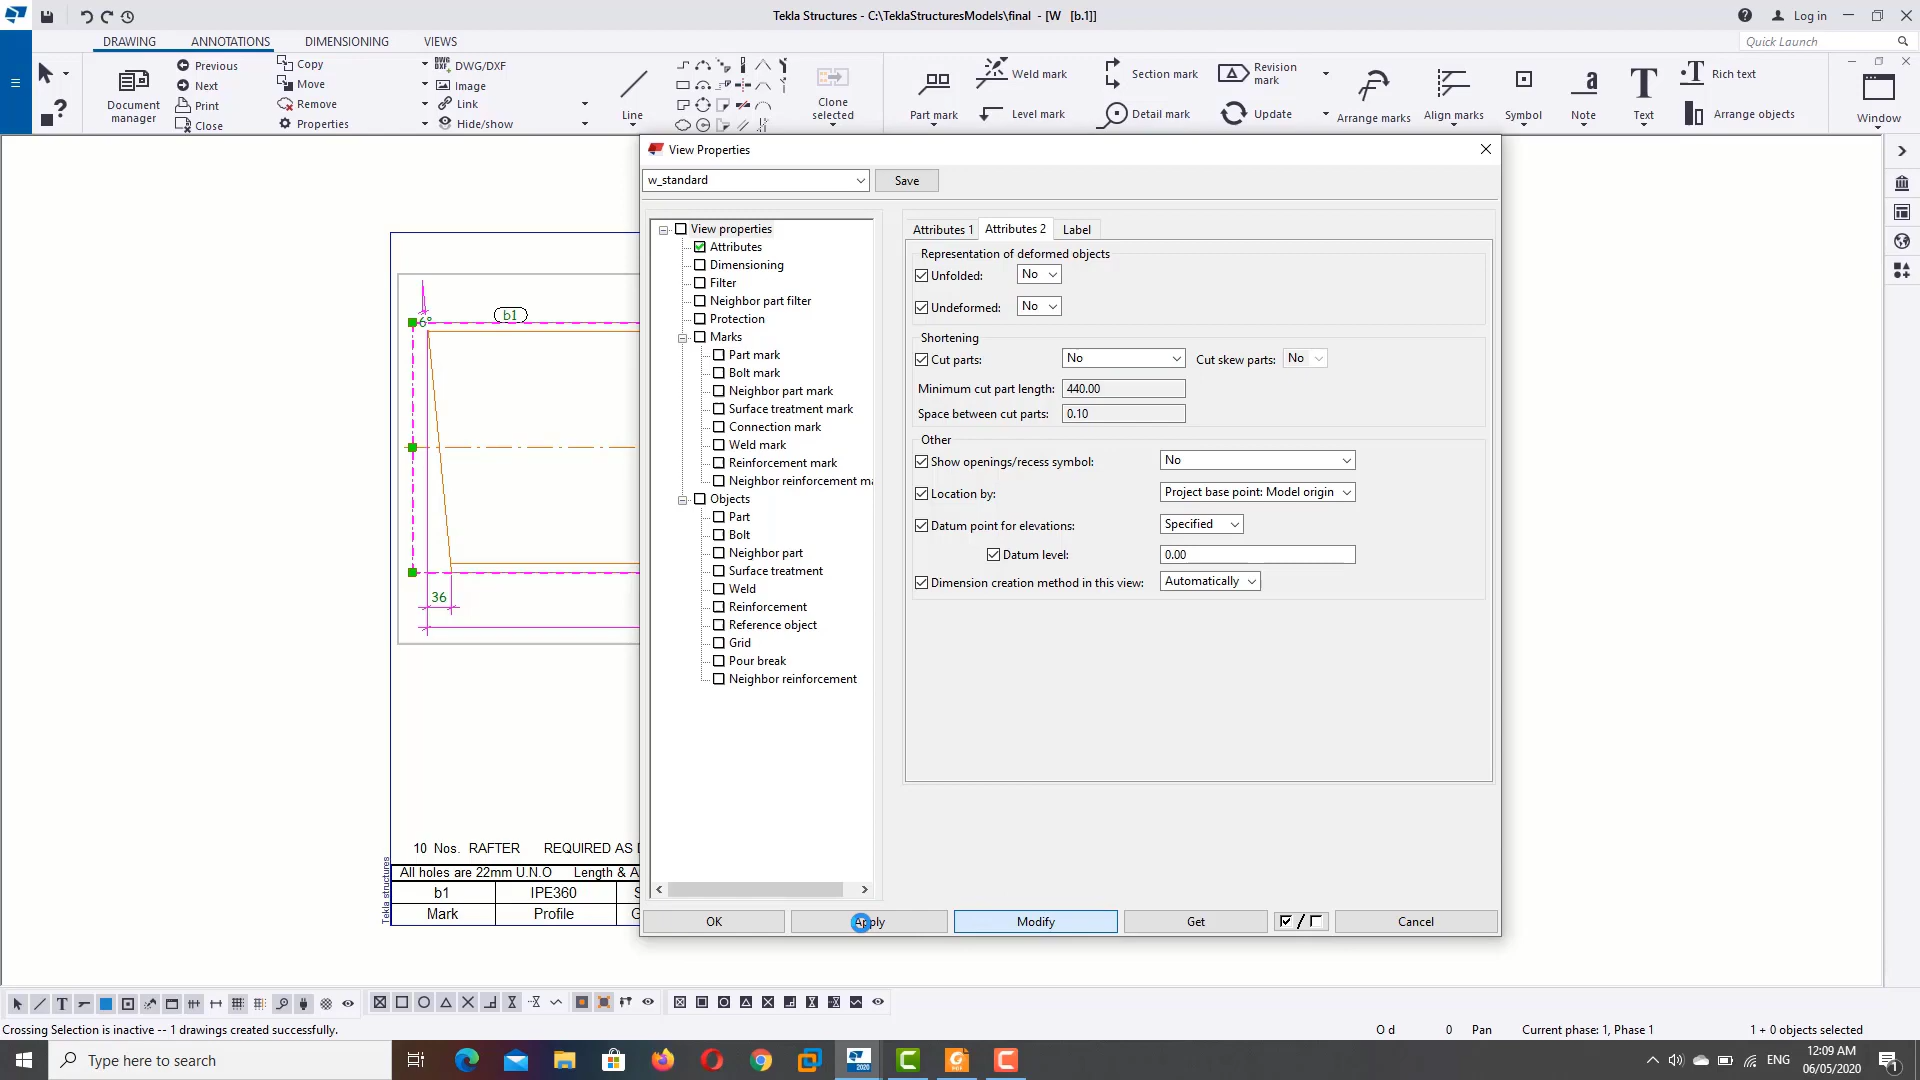 Tekla Structures - C:\TeklaStructuresModels\final - [W [b.1]]
Log in
DRAWING ANNOTATIONS DIMENSIONING VIEWS
Quick Launch
Document manager
Previous
Next
Print
Close
Copy
Move
Remove
Properties
DWG/DXF
Image
Link
Hide/show
Line
Clone selected
Part mark
Weld mark
Level mark
Section mark
Detail mark
Revision mark
Update
Arrange marks
Align marks
Symbol
Note
Text
Rich text
Arrange objects
Window
View Properties
w_standard
Save
View properties
Attributes
Dimensioning
Filter
Neighbor part filter
Protection
Marks
Part mark
Bolt mark
Neighbor part mark
Surface treatment mark
Connection mark
Weld mark
Reinforcement mark
Neighbor reinforcement ma
Objects
Part
Bolt
Neighbor part
Surface treatment
Weld
Reinforcement
Reference object
Grid
Pour break
Neighbor reinforcement
Attributes 1 Attributes 2 Label
Representation of deformed objects
Unfolded: No
Undeformed: No
Shortening
Cut parts: No Cut skew parts: No
Minimum cut part length: 440.00
Space between cut parts: 0.10
Other
Show openings/recess symbol: No
Location by: Project base point: Model origin
Datum point for elevations: Specified
Datum level: 0.00
Dimension creation method in this view: Automatically
OK Apply Modify Get / Cancel
b1
6°
36
10 Nos. RAFTER REQUIRED AS
All holes are 22mm U.N.O Length & A
b1 IPE360 S
Mark Profile G
Tekla structures
Crossing Selection is inactive -- 1 drawings created successfully.
O d 0 Pan Current phase: 1, Phase 1 1 + 0 objects selected
Type here to search
2020
ENG
12:09 AM
06/05/2020
1